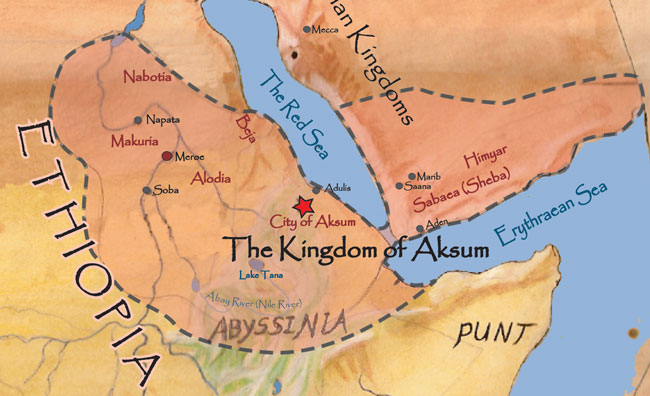 Mecca
an Kingdoms
The Red Sea
Nabotia
Napata
Makuria
Beja
Meroe
Soba
Alodia
Adulis
City of Aksum
Himyar
Marib
Saana
Sabaea (Sheba)
Aden
Erythraean Sea
ETHIOPIA
The Kingdom of Aksum
Lake Tana
Abay River (Nile River)
ABYSSINIA
PUNT